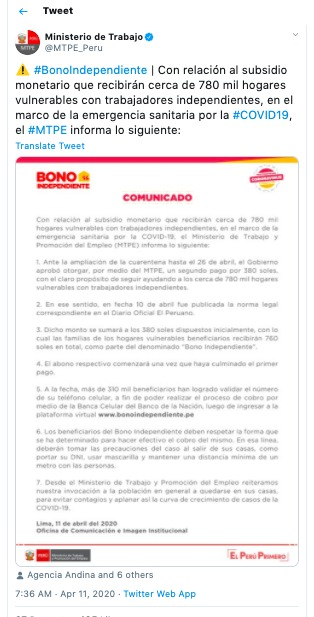 Tweet
Ministerio de Trabajo
@MTPE_Peru
⚠️ #BonoIndependiente | Con relación al subsidio
monetario que recibirán cerca de 780 mil hogares
vulnerables con trabajadores independientes, en el
marco de la emergencia sanitaria por la #COVID19,
el #MTPE informa lo siguiente:
Translate Tweet
BONO
INDEPENDIENTE
CORONAVIRUS
COMUNICADO
Con relación al subsidio monetario que recibirán cerca de 780 mil
hogares vulnerables con trabajadores independientes, en el marco de la
emergencia sanitaria por la COVID-19, el Ministerio de Trabajo y
Promoción del Empleo (MTPE) informa lo siguiente:
1. Ante la ampliación de la cuarentena hasta el 26 de abril, el Gobierno
aprobó otorgar, por medio del MTPE, un segundo pago por 380 soles,
con el claro propósito de seguir ayudando a los cerca de 780 mil hogares
vulnerables con trabajadores independientes.
2. En ese sentido, en fecha 10 de abril fue publicada la norma legal
correspondiente en el Diario Oficial El Peruano.
3. Dicho monto se sumará a los 380 soles dispuestos inicialmente, con lo
cual las familias de los hogares vulnerables beneficiarios recibirán 760
soles en total, como parte del denominado "Bono Independiente".
4. El abono respectivo comenzará una vez que haya culminado el primer
pago.
5. A la fecha, más de 310 mil beneficiarios han logrado validar el número
de su teléfono celular, a fin de poder realizar el proceso de cobro por
medio de la Banca Celular del Banco de la Nación, luego de ingresar a la
plataforma virtual www.bonoindependiente.pe
6. Los beneficiarios del Bono Independiente deben respetar la forma que
se ha determinado para hacer efectivo el cobro del mismo. En esa línea,
deberán tomar las precauciones del caso al salir de sus casas, como
portar su DNI, usar mascarilla y mantener una distancia mínima de un
metro con las personas.
7. Desde el Ministerio de Trabajo y Promoción del Empleo reiteramos
nuestra invocación a la población en general a quedarse en sus casas,
para evitar contagios y aplanar así la curva de crecimiento de casos de la
COVID-19.
Lima, 11 de abril del 2020
Oficina de Comunicación e Imagen Institucional
PERÚ
EL PERÚ PRIMERO
Agencia Andina and 6 others
7:36 AM · Apr 11, 2020 · Twitter Web App